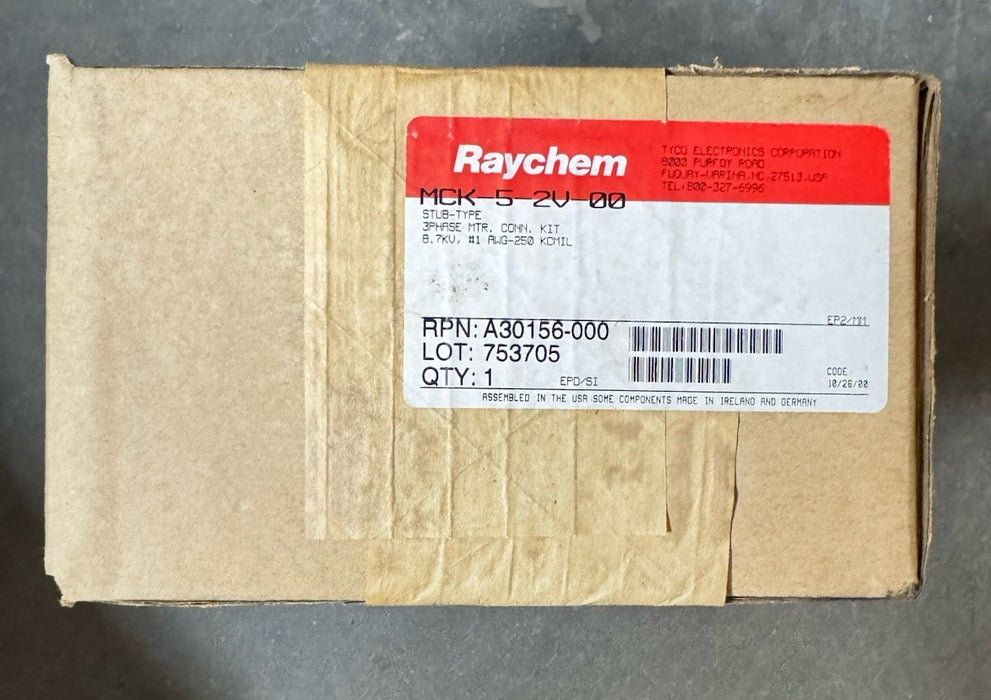 Raychem
TYCO ELECTRONICS CORPORATION
8000 PURFOY ROAD
FUQUAY-VARINA,NC,27513,USA
TEL:800-327-6996
MCK-5-2V-00
STUB-TYPE
3PHASE MTR. CONN. KIT
8.7KV, #1 AWG-250 KCMIL
EP2/MM
RPN: A30156-000
LOT: 753705
QTY: 1
EPD/SI
CODE
10/26/00
ASSEMBLED IN THE USA SOME COMPONENTS MADE IN IRELAND AND GERMANY